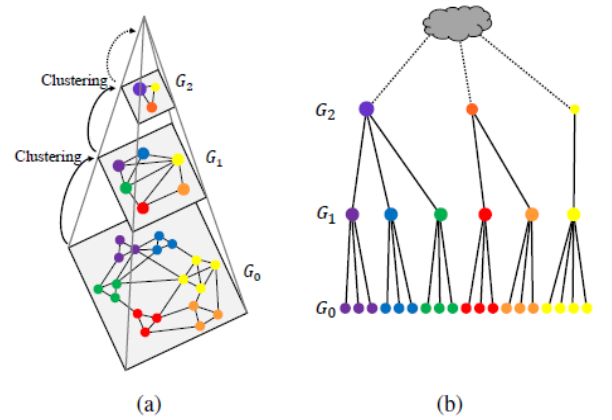 Clustering
G₂
Clustering
G₁
G₀
(a)
G₂
G₁
G₀
(b)